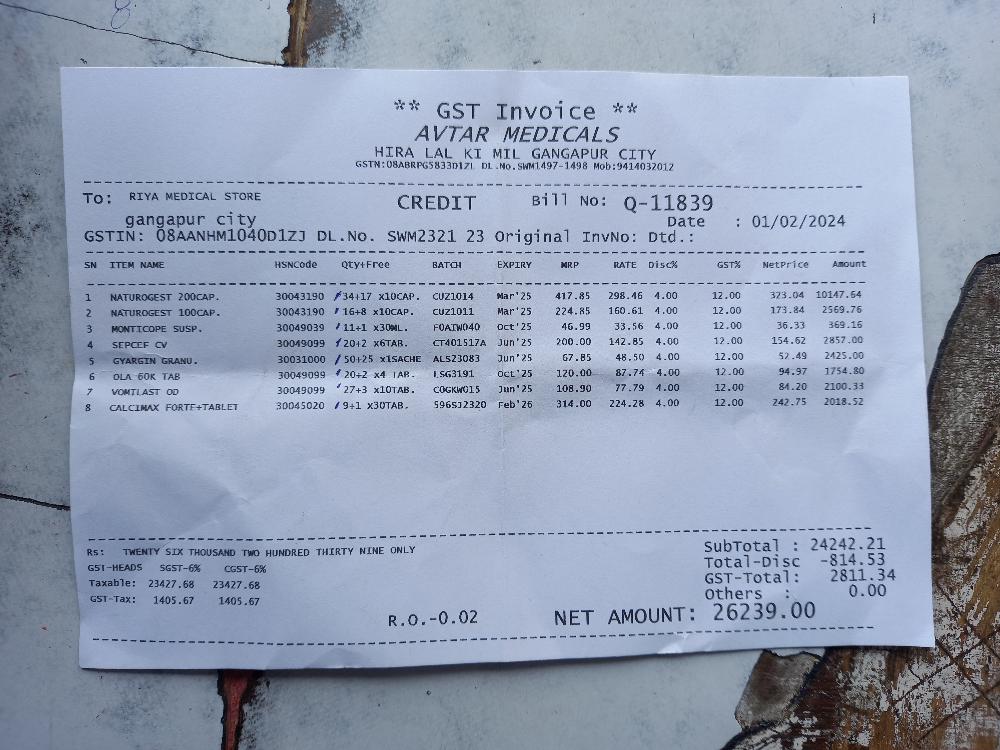 ** GST Invoice **
AVTAR MEDICALS
HIRA LAL KI MIL GANGAPUR CITY
GSTN:08ABRPG5833D1ZL DL.No.SWM1497-1498 Mob:9414032012
To: RIYA MEDICAL STORE CREDIT Bill No: Q-11839
gangapur city Date : 01/02/2024
GSTIN: 08AANHM1040D1ZJ DL.No. SWM2321 23 Original InvNo: Dtd.:
SN ITEM NAME HSNCode Qty+Free BATCH EXPIRY MRP RATE Disc% GST% NetPrice Amount
1 NATUROGEST 200CAP. 30043190 34+17 x10CAP. CUZ1014 Mar'25 417.85 298.46 4.00 12.00 323.04 10147.64
2 NATUROGEST 100CAP. 30043190 16+8 x10CAP. CUZ1011 Mar'25 224.85 160.61 4.00 12.00 173.84 2569.76
3 MONTICOPE SUSP. 30049039 11+1 x30ML. FOAIW040 Oct'25 46.99 33.56 4.00 12.00 36.33 369.16
4 SEPCEF CV 30049099 20+2 x6TAB. CT401517A Jun'25 200.00 142.85 4.00 12.00 154.62 2857.00
5 GYARGIN GRANU. 30031000 50+25 x1SACHE ALS23083 Jun'25 67.85 48.50 4.00 12.00 52.49 2425.00
6 OLA 60K TAB 30049099 20+2 x4 TAB. LSG3191 Oct'25 120.00 87.74 4.00 12.00 94.97 1754.80
7 VOMTLAST OD 30049099 27+3 x10TAB. C0GKW015 Jun'25 108.90 77.79 4.00 12.00 84.20 2100.33
8 CALCIMAX FORTE+TABLET 30045020 9+1 x30TAB. 596SJ2320 Feb'26 314.00 224.28 4.00 12.00 242.75 2018.52
Rs: TWENTY SIX THOUSAND TWO HUNDRED THIRTY NINE ONLY SubTotal : 24242.21
GST-HEADS SGST-6% CGST-6% Total-Disc -814.53
Taxable: 23427.68 23427.68 GST-Total: 2811.34
GST-Tax: 1405.67 1405.67 Others : 0.00
R.O.-0.02 NET AMOUNT: 26239.00